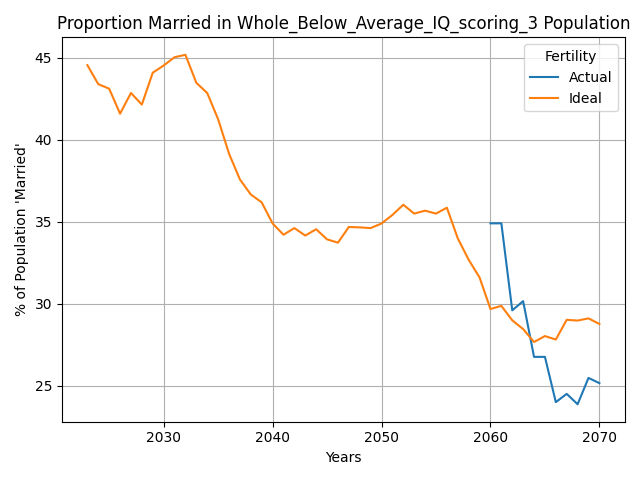 Proportion Married in Whole_Below_Average_IQ_scoring_3 Population
Fertility
Actual
Ideal
% of Population 'Married'
45
40
35
30
25
2030
2040
2050
2060
2070
Years